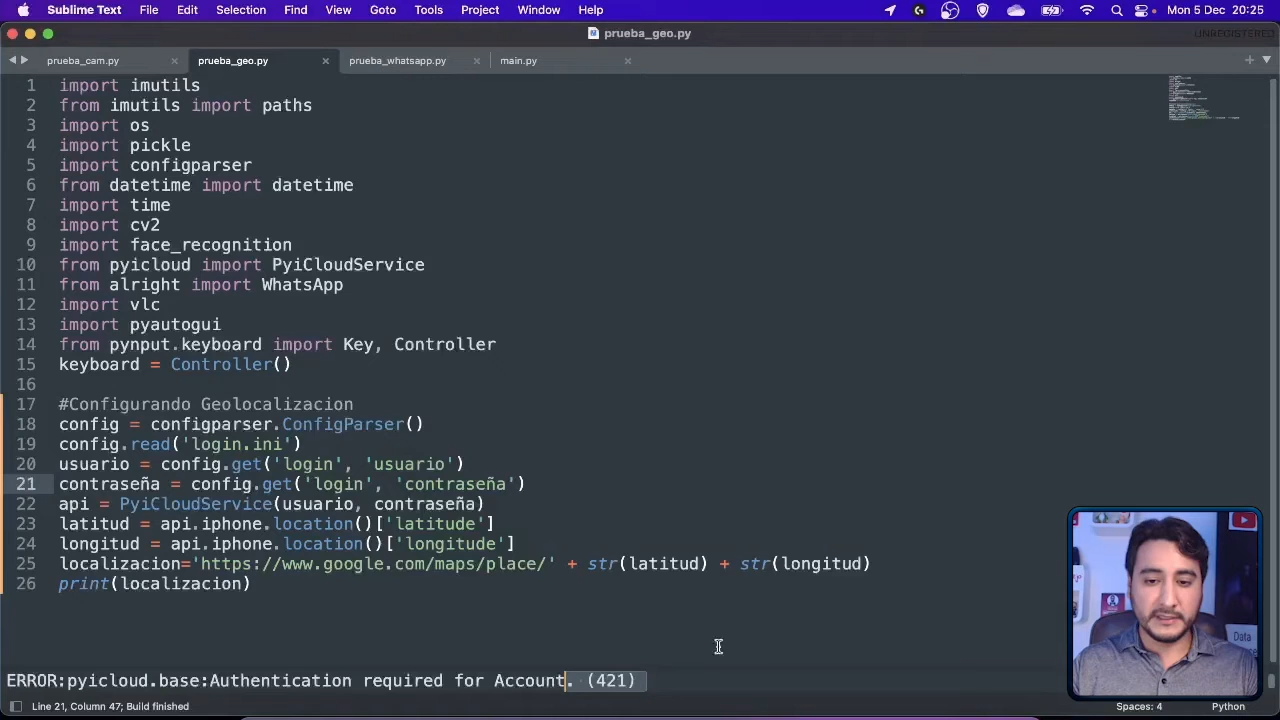 Sublime Text File Edit Selection Find View Goto Tools Project Window Help Mon 5 Dec 20:25
prueba_geo.py UNREGISTERED
prueba_cam.py prueba_geo.py prueba_whatsapp.py main.py
1 import imutils
2 from imutils import paths
3 import os
4 import pickle
5 import configparser
6 from datetime import datetime
7 import time
8 import cv2
9 import face_recognition
10 from pyicloud import PyiCloudService
11 from alright import WhatsApp
12 import vlc
13 import pyautogui
14 from pynput.keyboard import Key, Controller
15 keyboard = Controller()
16
17 #Configurando Geolocalizacion
18 config = configparser.ConfigParser()
19 config.read('login.ini')
20 usuario = config.get('login', 'usuario')
21 contraseña = config.get('login', 'contraseña')
22 api = PyiCloudService(usuario, contraseña)
23 latitud = api.iphone.location()['latitude']
24 longitud = api.iphone.location()['longitude']
25 localizacion='https://www.google.com/maps/place/' + str(latitud) + str(longitud)
26 print(localizacion)
Data
ERROR:pyicloud.base:Authentication required for Account. (421)
Line 21, Column 47; Build finished Spaces: 4 Python